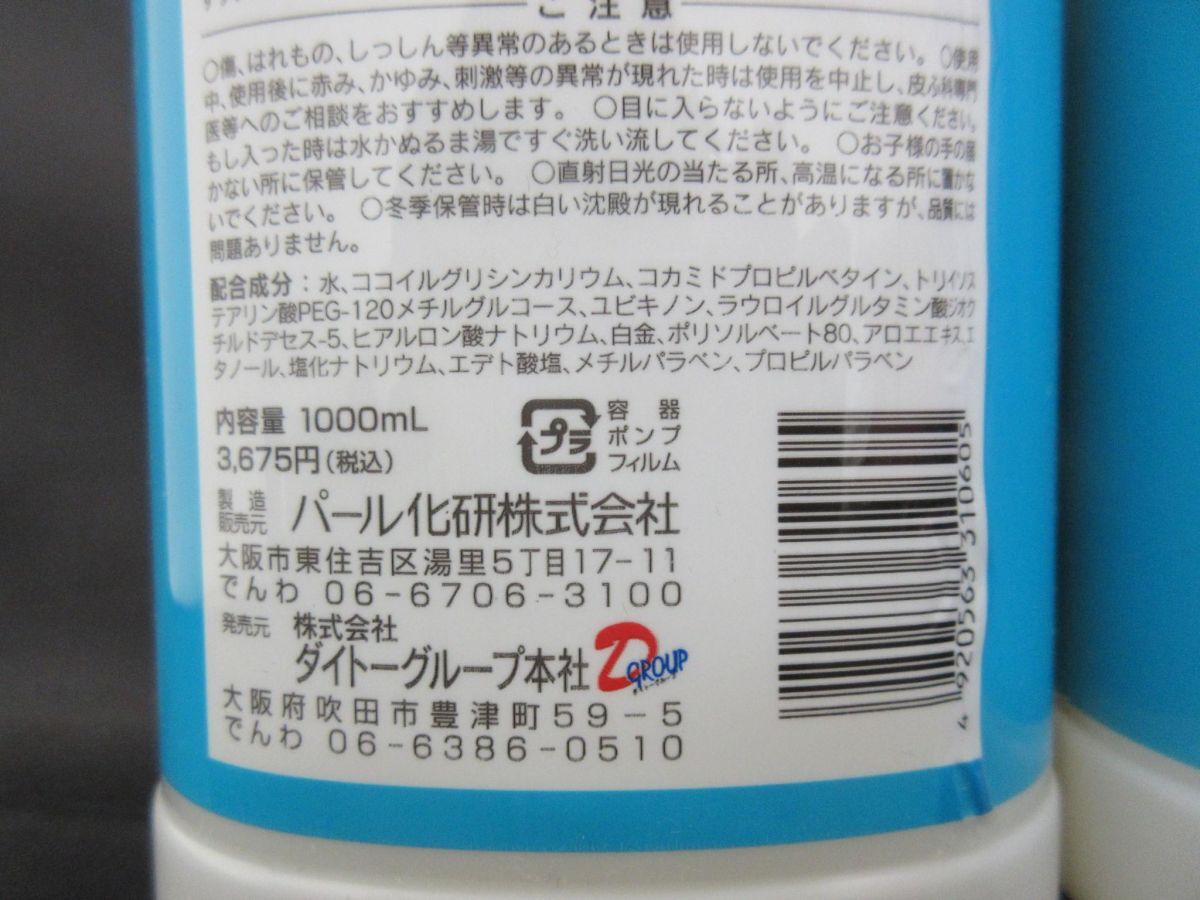 ご注意
○傷、はれもの、しっしん等異常のあるときは使用しないでください。○使用
中、使用後に赤み、かゆみ、刺激等の異常が現れた時は使用を中止し、皮ふ科専門
医等へのご相談をおすすめします。○目に入らないようにご注意ください。
もし入った時は水かぬるま湯ですぐ洗い流してください。○お子様の手の届
かない所に保管してください。○直射日光の当たる所、高温になる所に置かな
いでください。○冬季保管時は白い沈殿が現れることがありますが、品質には
問題ありません。
配合成分：水、ココイルグリシンカリウム、コカミドプロピルベタイン、トリイソス
テアリン酸PEG-120メチルグルコース、ユビキノン、ラウロイルグルタミン酸ジオク
チルドデセス-5、ヒアルロン酸ナトリウム、白金、ポリソルベート80、アロエエキス、エ
タノール、塩化ナトリウム、エデト酸塩、メチルパラベン、プロピルパラベン
内容量 1000mL
3,675円(税込)
プラ
容器
ポンプ
フィルム
製造
販売元 パール化研株式会社
大阪市東住吉区湯里5丁目17-11
でんわ 06-6706-3100
発売元 株式会社
ダイトーグループ本社
D GROUP
大阪府吹田市豊津町59-5
でんわ 06-6386-0510
4 920563 310605